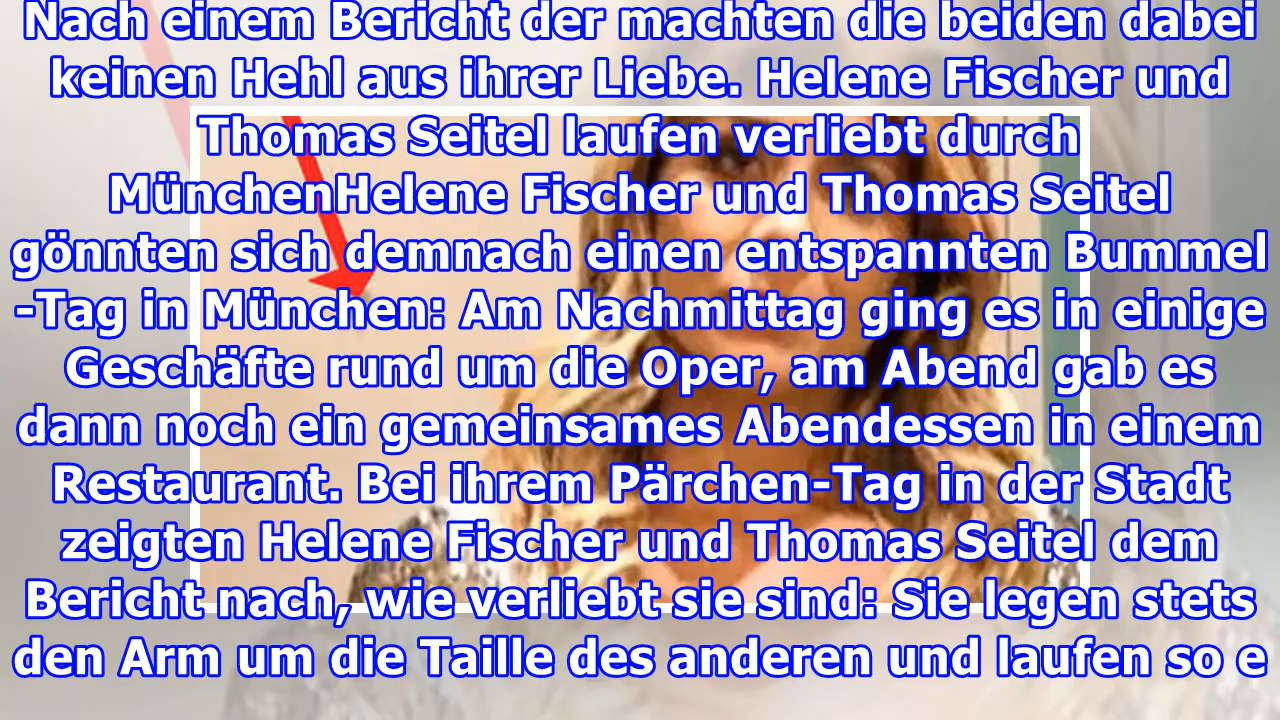 Nach einem Bericht der machten die beiden dabei
keinen Hehl aus ihrer Liebe. Helene Fischer und
Thomas Seitel laufen verliebt durch
MünchenHelene Fischer und Thomas Seitel
gönnten sich demnach einen entspannten Bummel
-Tag in München: Am Nachmittag ging es in einige
Geschäfte rund um die Oper, am Abend gab es
dann noch ein gemeinsames Abendessen in einem
Restaurant. Bei ihrem Pärchen-Tag in der Stadt
zeigten Helene Fischer und Thomas Seitel dem
Bericht nach, wie verliebt sie sind: Sie legen stets
den Arm um die Taille des anderen und laufen so e